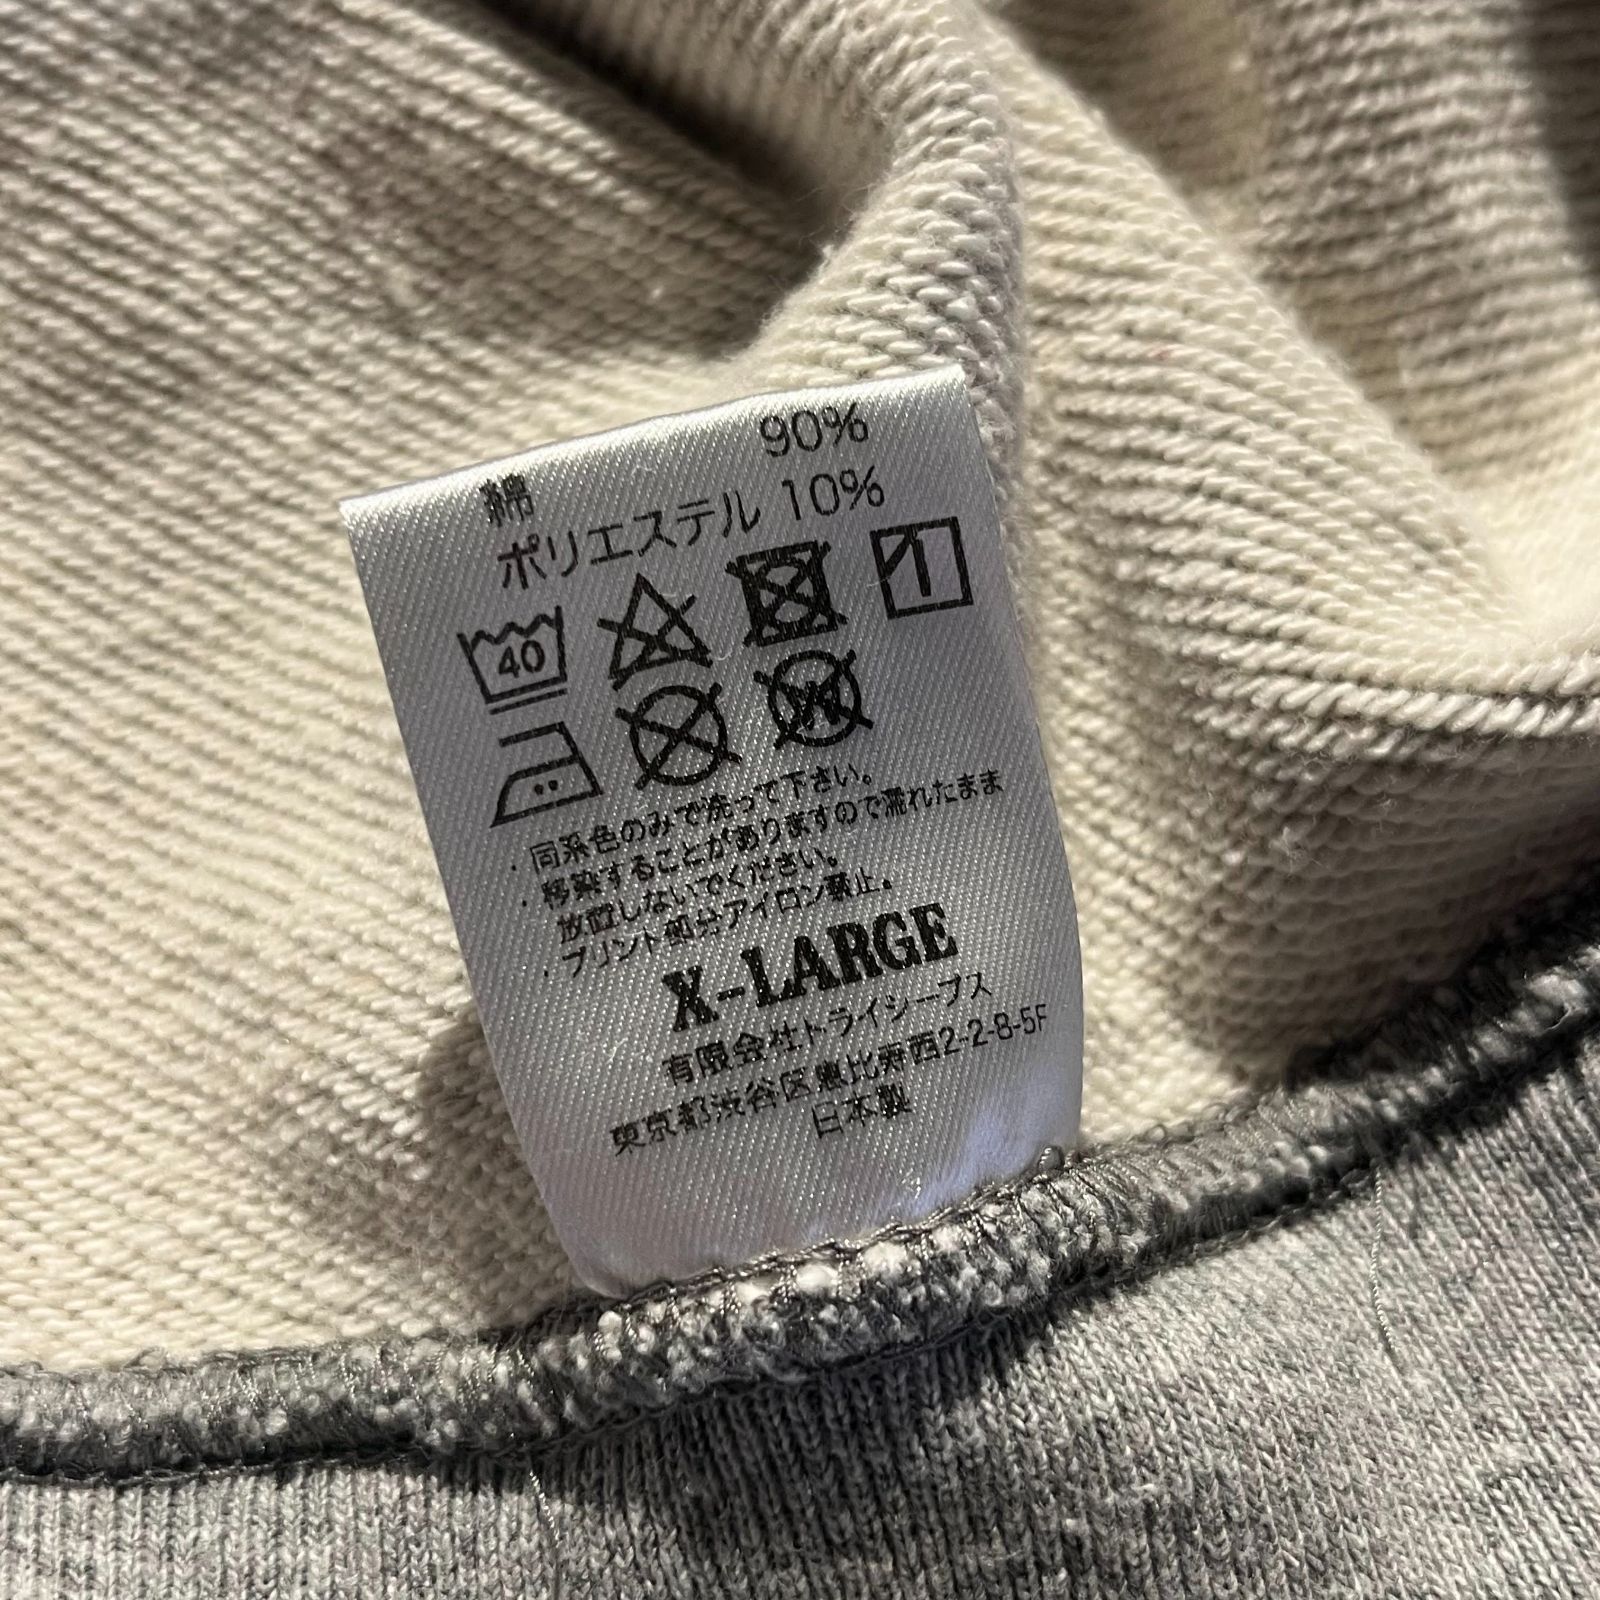 綿 90%
ポリエステル 10%
40
W
・同系色のみで洗って下さい。
・移染することがありますので濡れたまま
放置しないでください。
・プリント部分アイロン禁止。
X-LARGE
有限会社トライシープス
東京都渋谷区恵比寿西2-2-8-5F
日本製